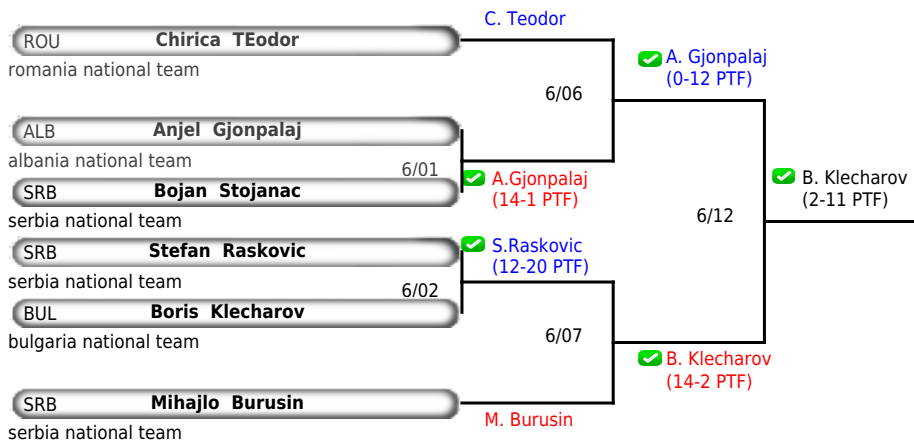 C. Teodor
ROU Chirica TEodor
romania national team
A. Gjonpalaj
(0-12 PTF)
6/06
ALB Anjel Gjonpalaj
albania national team
6/01
A.Gjonpalaj
(14-1 PTF)
SRB Bojan Stojanac
serbia national team
B. Klecharov
(2-11 PTF)
6/12
SRB Stefan Raskovic
serbia national team
S.Raskovic
(12-20 PTF)
6/02
BUL Boris Klecharov
bulgaria national team
6/07
B. Klecharov
(14-2 PTF)
SRB Mihajlo Burusin
serbia national team
M. Burusin